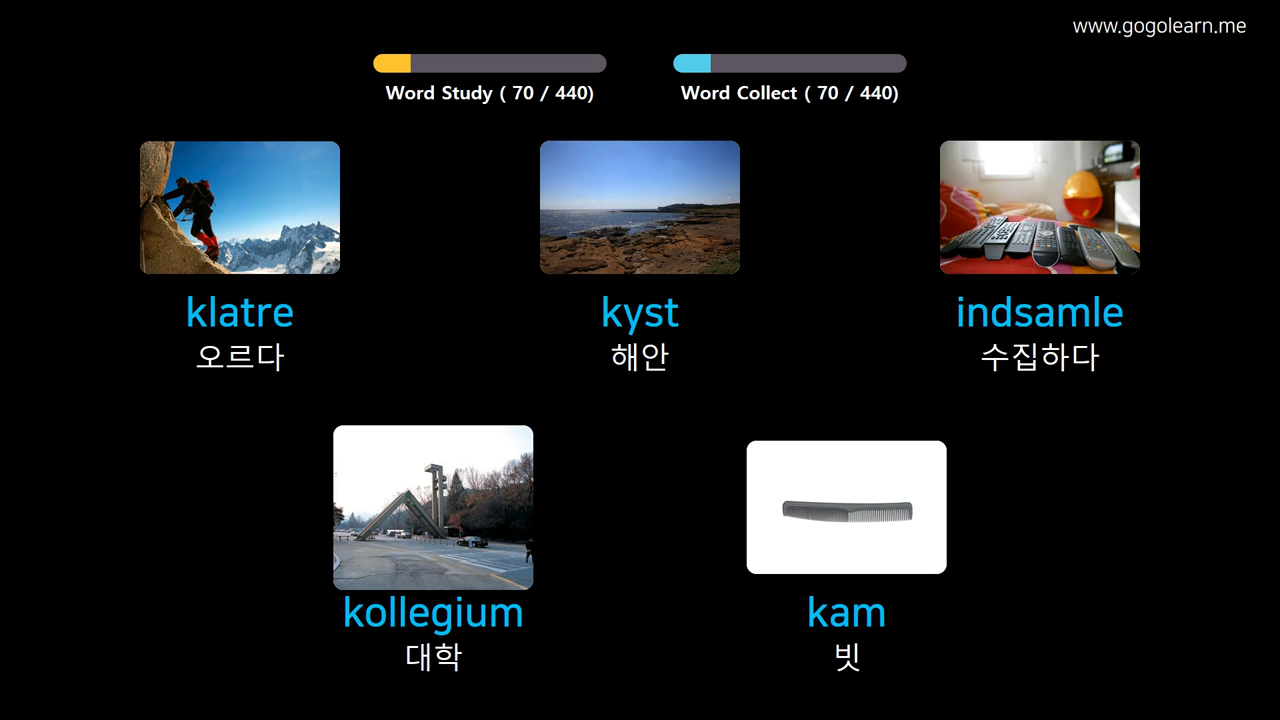 www.gogolearn.me
Word Study ( 70 / 440)
Word Collect ( 70 / 440)
klatre
오르다
kyst
해안
indsamle
수집하다
kollegium
대학
kam
빗